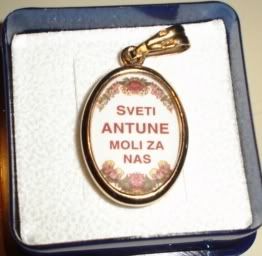 SVETI
ANTUNE
MOLI ZA
NAS